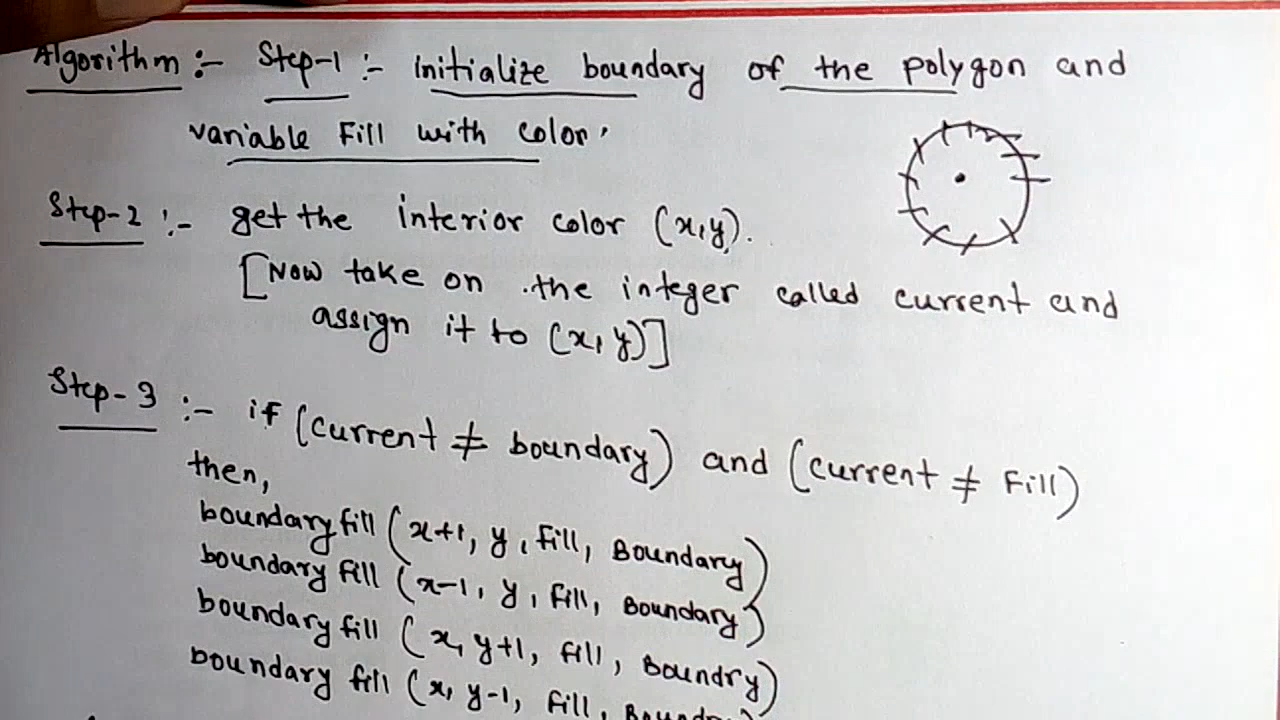 Algorithm :- Step-1 :- Initialize boundary of the polygon and
variable Fill with color.
Step-2 :- get the interior color (x,y).
[Now take on the integer called current and
assign it to (x, y)]
Step-3 :- if (current ≠ boundary) and (current ≠ Fill)
then,
boundary fill (x+1, y, Fill, Boundary)
boundary fill (x-1, y, fill, Boundary)
boundary fill (x, y+1, fill, Boundry)
boundary fill (x, y-1, fill,